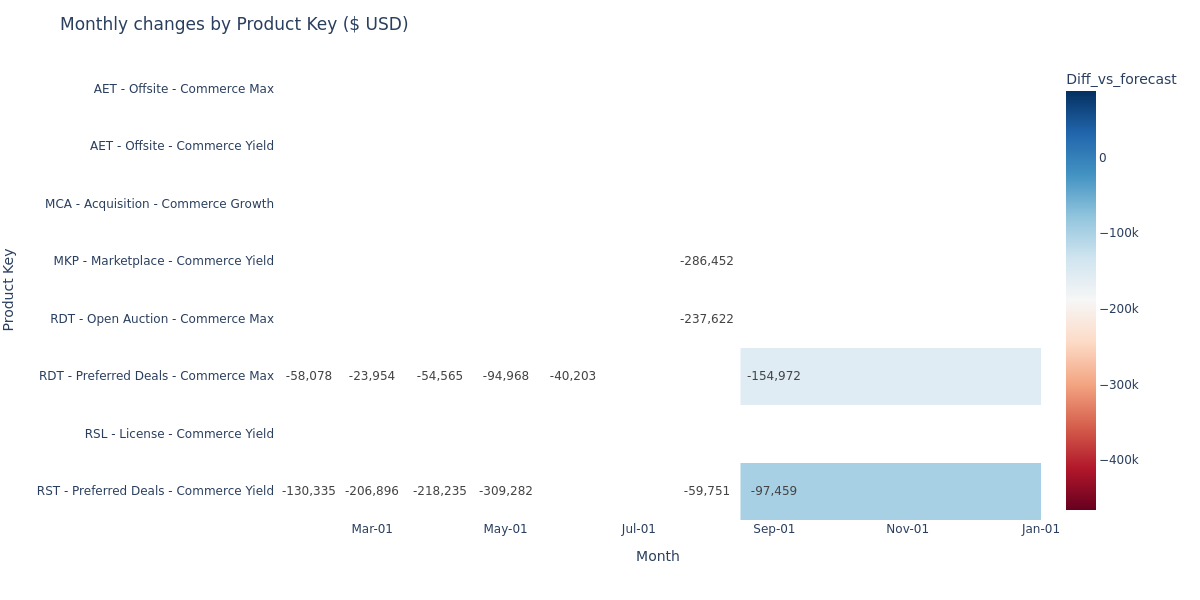 Monthly changes by Product Key ($ USD)
Diff_vs_forecast
AET - Offsite - Commerce Max
AET - Offsite - Commerce Yield
MCA - Acquisition - Commerce Growth
MKP - Marketplace - Commerce Yield -286,452
RDT - Open Auction - Commerce Max -237,622
RDT - Preferred Deals - Commerce Max -58,078 -23,954 -54,565 -94,968 -40,203 -154,972
RSL - License - Commerce Yield
RST - Preferred Deals - Commerce Yield -130,335 -206,896 -218,235 -309,282 -59,751 -97,459
Product Key
Mar-01 May-01 Jul-01 Sep-01 Nov-01 Jan-01
Month
0
−100k
−200k
−300k
−400k